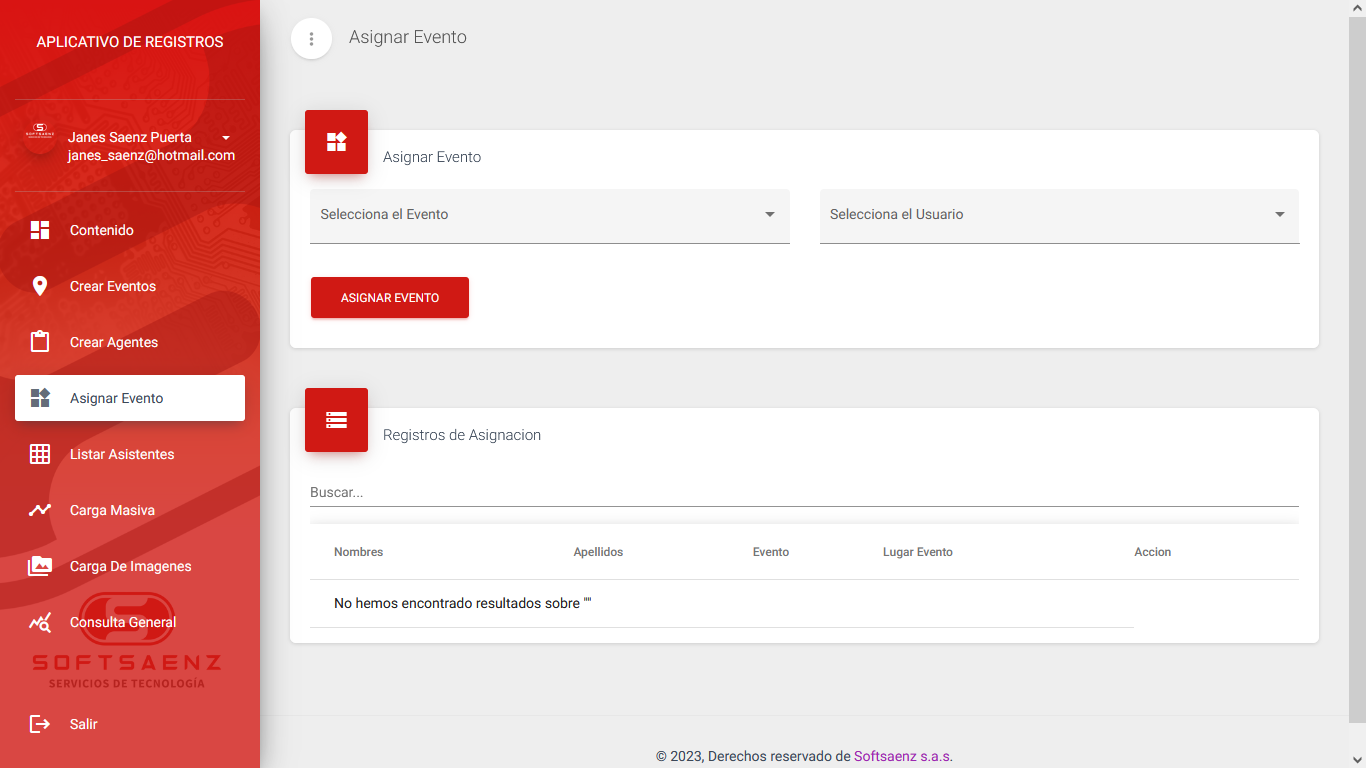 APLICATIVO DE REGISTROS
Janes Saenz Puerta
janes_saenz@hotmail.com
Contenido
Crear Eventos
Crear Agentes
Asignar Evento
Listar Asistentes
Carga Masiva
Carga De Imagenes
Consulta General
SOFTSAENZ
SERVICIOS DE TECNOLOGÍA
Salir
Asignar Evento
Asignar Evento
Selecciona el Evento
Selecciona el Usuario
ASIGNAR EVENTO
Registros de Asignacion
Buscar...
Nombres Apellidos Evento Lugar Evento Accion
No hemos encontrado resultados sobre ""
© 2023, Derechos reservado de Softsaenz s.a.s.